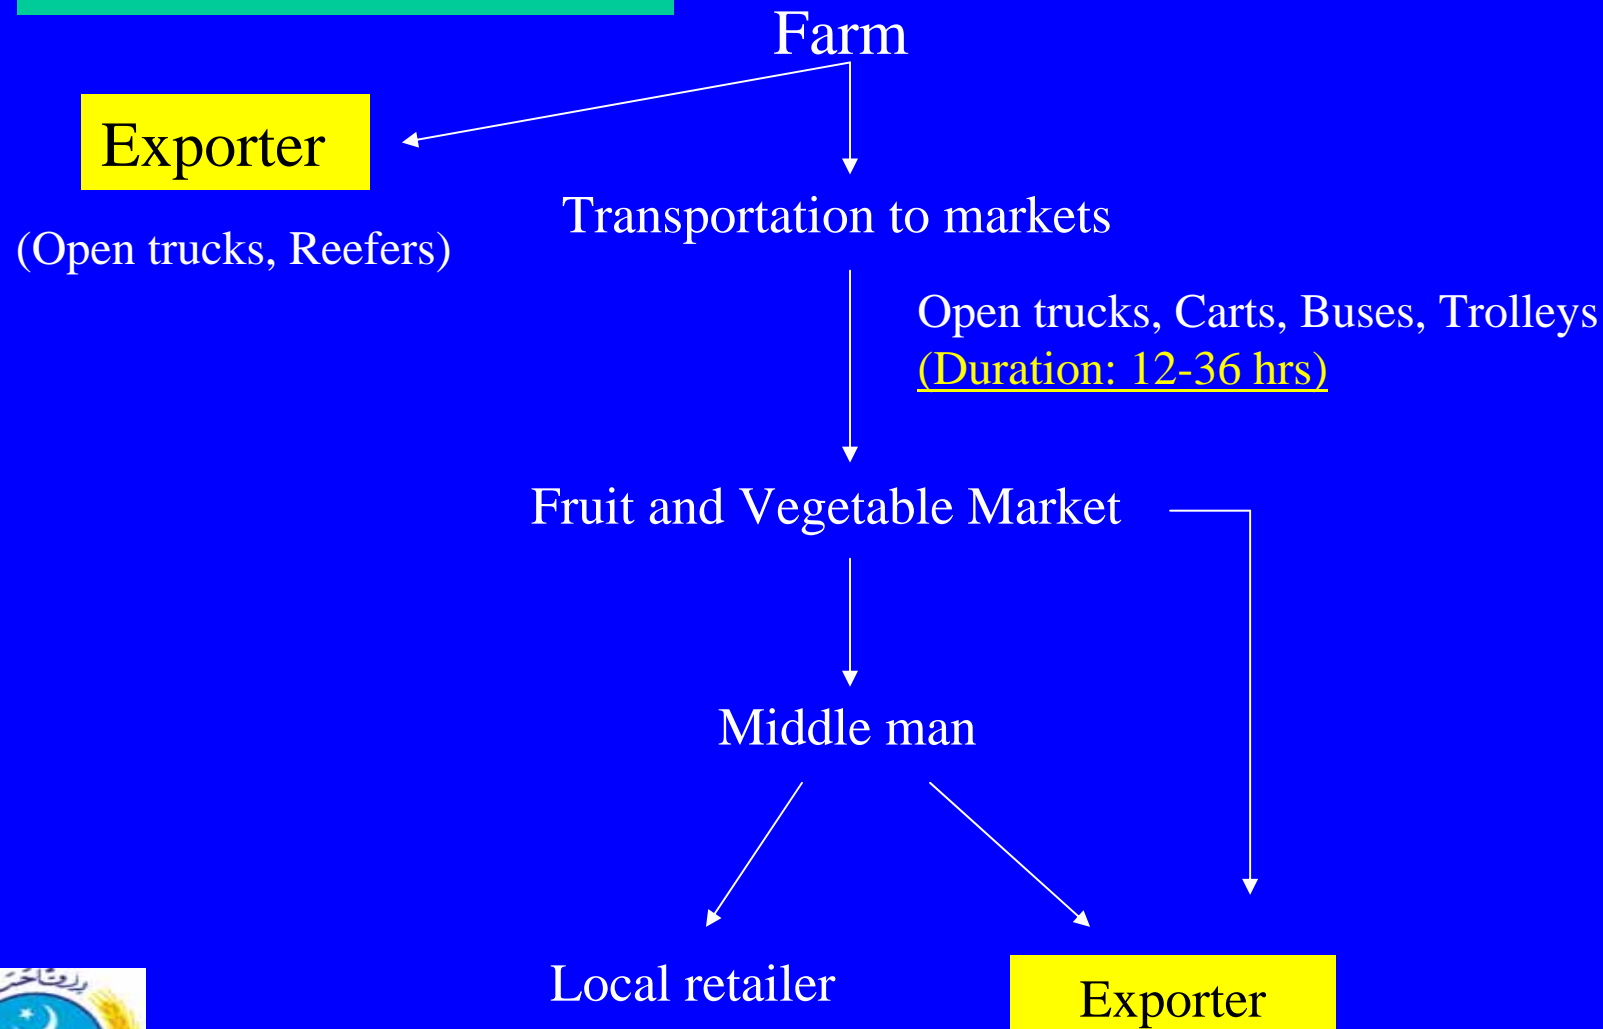 Farm
Exporter
(Open trucks, Reefers)
Transportation to markets
Open trucks, Carts, Buses, Trolleys
(Duration: 12-36 hrs)
Fruit and Vegetable Market
Middle man
Local retailer
Exporter